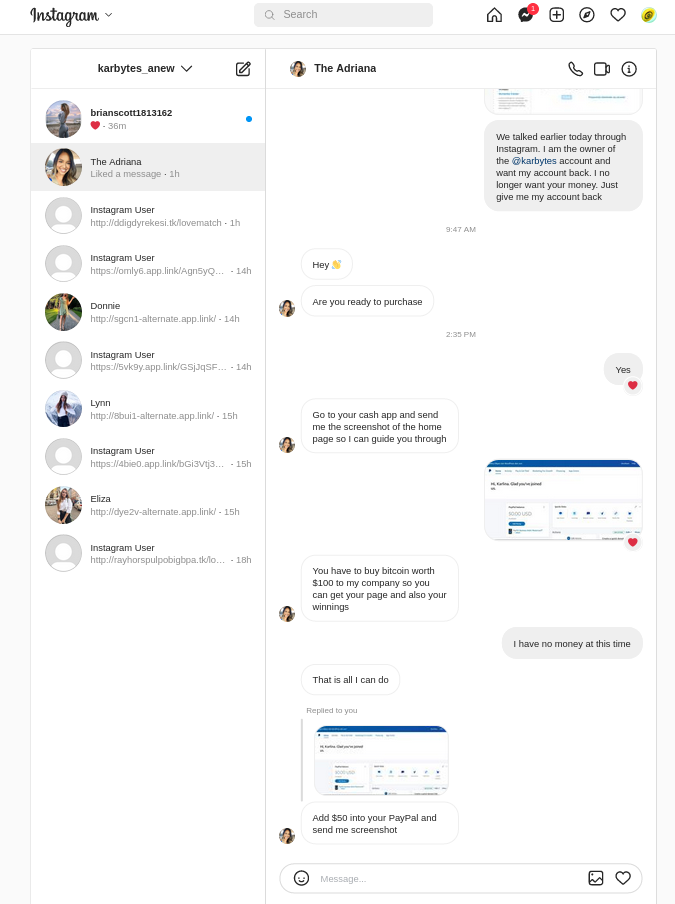 Instagram
Search
1
karbytes_anew
The Adriana
brianscott1813162
❤️ · 36m
The Adriana
Liked a message · 1h
Instagram User
http://ddigdyrekesi.tk/lovematch · 1h
Instagram User
https://omly6.app.link/Agn5yQ… · 14h
Donnie
http://sgcn1-alternate.app.link/ · 14h
Instagram User
https://5vk9y.app.link/GSjJqSF… · 14h
Lynn
http://8bui1-alternate.app.link/ · 15h
Instagram User
https://4bie0.app.link/bGi3Vtj3… · 15h
Eliza
http://dye2v-alternate.app.link/ · 15h
Instagram User
http://rayhorspulpobigbpa.tk/lo… · 18h
We talked earlier today through
Instagram. I am the owner of
the @karbytes account and
want my account back. I no
longer want your money. Just
give me my account back
9:47 AM
Hey 👋
Are you ready to purchase
2:35 PM
Yes
Go to your cash app and send
me the screenshot of the home
page so I can guide you through
Hi, Karlina. Glad you've joined
You have to buy bitcoin worth
$100 to my company so you
can get your page and also your
winnings
I have no money at this time
That is all I can do
Replied to you
Add $50 into your PayPal and
send me screenshot
Message...